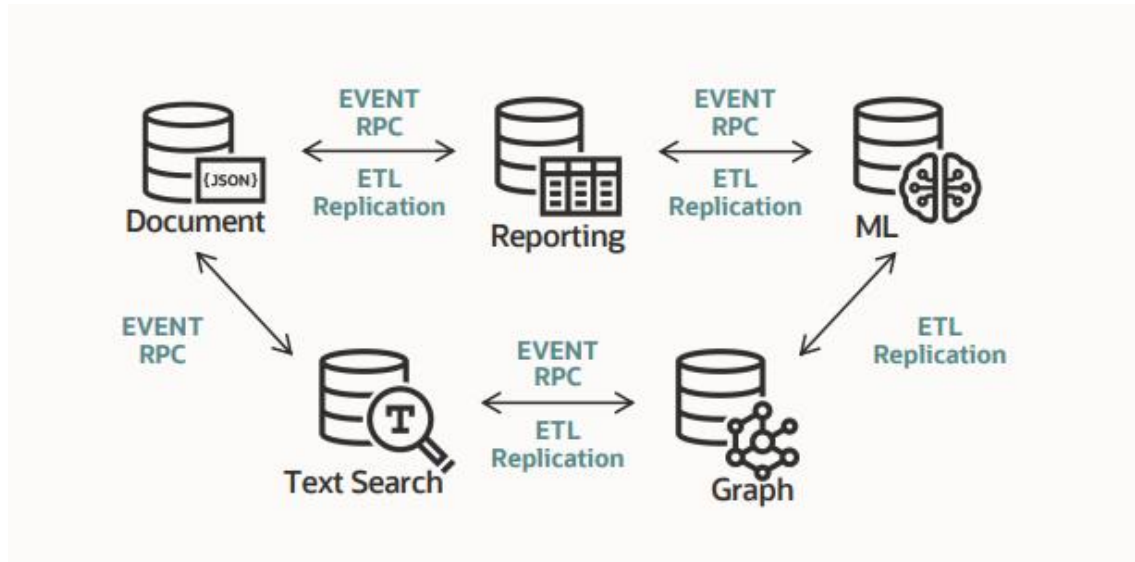 EVENT
RPC
EVENT
RPC
{JSON}
ETL
Replication
ETL
Replication
Document
Reporting
ML
EVENT
RPC
ETL
Replication
EVENT
RPC
T
ETL
Replication
Text Search
Graph